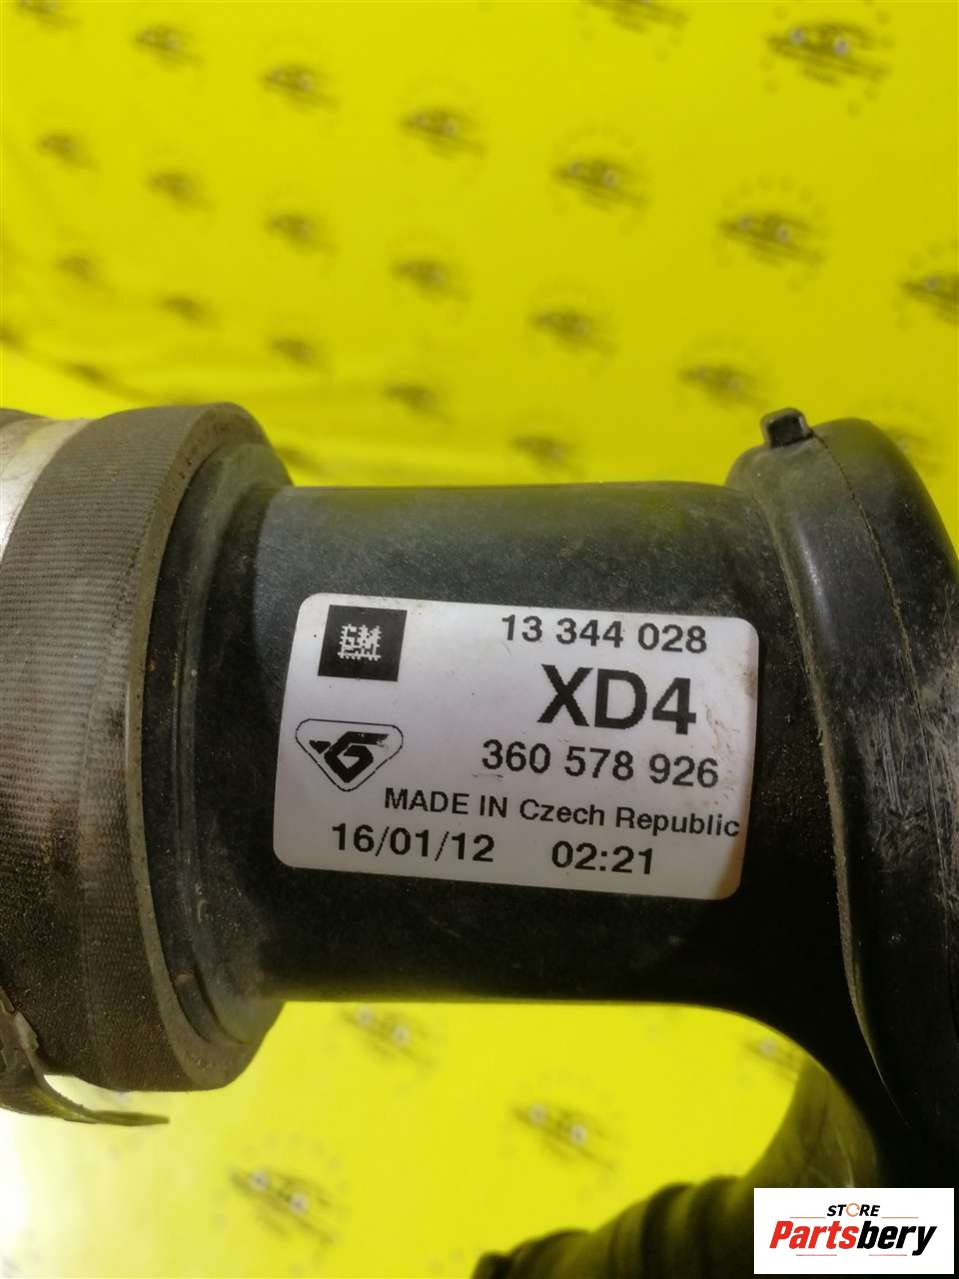 GM
13 344 028
XD4
360 578 926
MADE IN Czech Republic
16/01/12 02:21
STORE
Partsbery